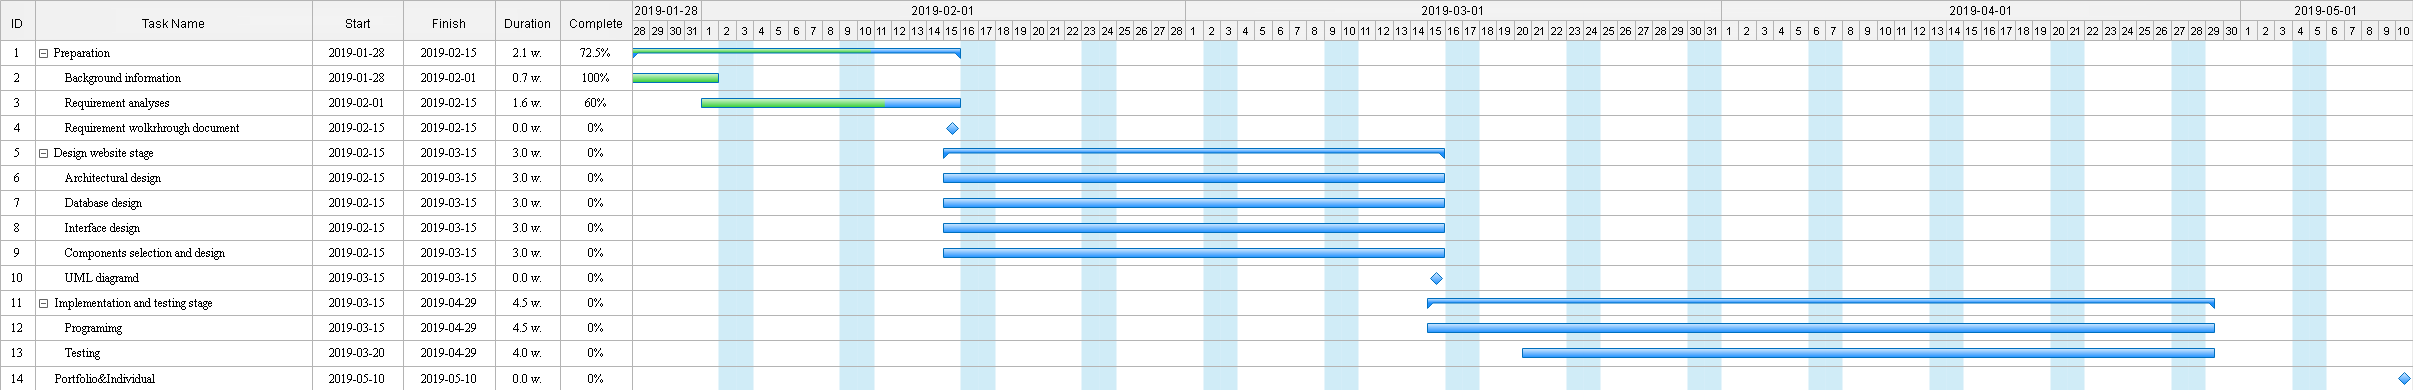 ID Task Name Start Finish Duration Complete 2019-01-28 2019-02-01 2019-03-01 2019-04-01 2019-05-01
28 29 30 31 1 2 3 4 5 6 7 8 9 10 11 12 13 14 15 16 17 18 19 20 21 22 23 24 25 26 27 28 1 2 3 4 5 6 7 8 9 10 11 12 13 14 15 16 17 18 19 20 21 22 23 24 25 26 27 28 29 30 31 1 2 3 4 5 6 7 8 9 10 11 12 13 14 15 16 17 18 19 20 21 22 23 24 25 26 27 28 29 30 1 2 3 4 5 6 7 8 9 10
1 Preparation 2019-01-28 2019-02-15 2.1 w. 72.5%
2 Background information 2019-01-28 2019-02-01 0.7 w. 100%
3 Requirement analyses 2019-02-01 2019-02-15 1.6 w. 60%
4 Requirement wolkrhrough document 2019-02-15 2019-02-15 0.0 w. 0%
5 Design website stage 2019-02-15 2019-03-15 3.0 w. 0%
6 Architectural design 2019-02-15 2019-03-15 3.0 w. 0%
7 Database design 2019-02-15 2019-03-15 3.0 w. 0%
8 Interface design 2019-02-15 2019-03-15 3.0 w. 0%
9 Components selection and design 2019-02-15 2019-03-15 3.0 w. 0%
10 UML diagramd 2019-03-15 2019-03-15 0.0 w. 0%
11 Implementation and testing stage 2019-03-15 2019-04-29 4.5 w. 0%
12 Programimg 2019-03-15 2019-04-29 4.5 w. 0%
13 Testing 2019-03-20 2019-04-29 4.0 w. 0%
14 Portfolio&Individual 2019-05-10 2019-05-10 0.0 w. 0%